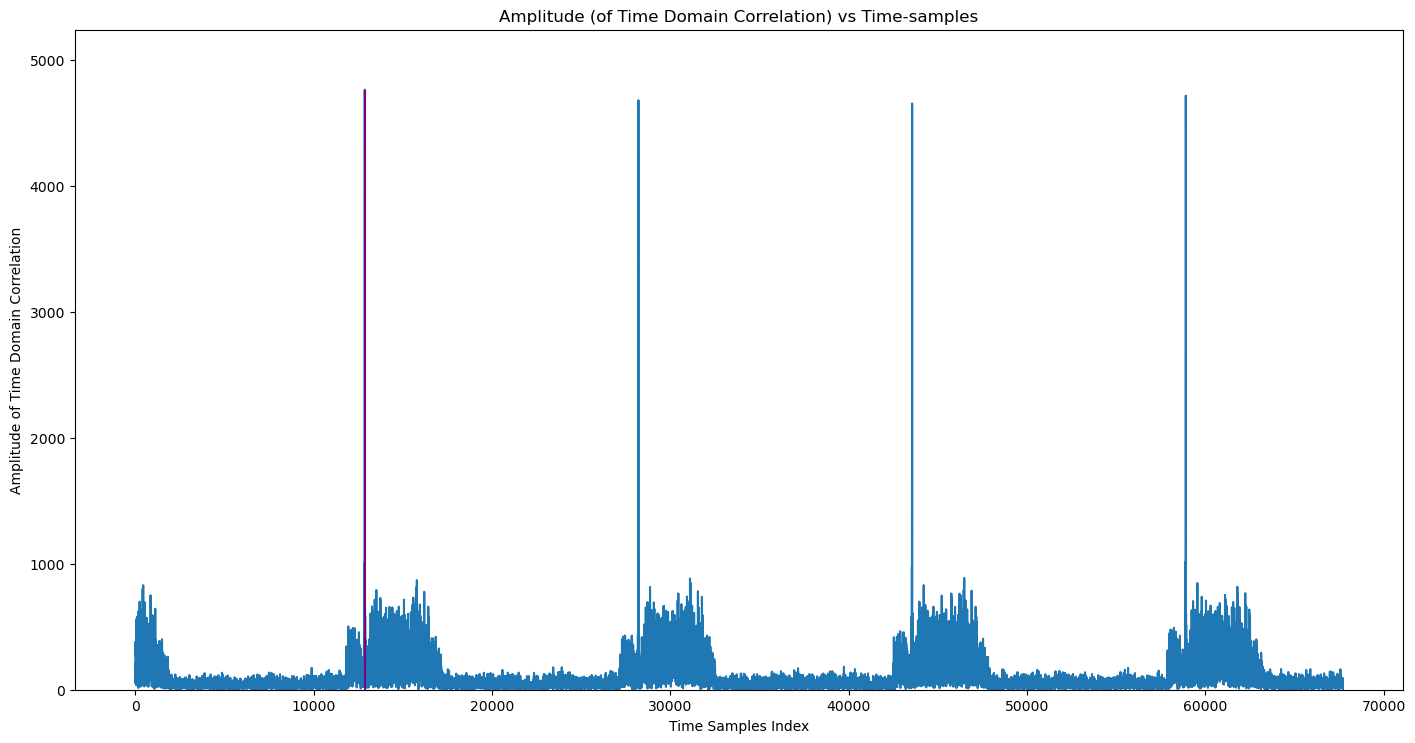 Amplitude (of Time Domain Correlation) vs Time-samples
5000
4000
3000
2000
1000
0
Amplitude of Time Domain Correlation
0 10000 20000 30000 40000 50000 60000 70000
Time Samples Index